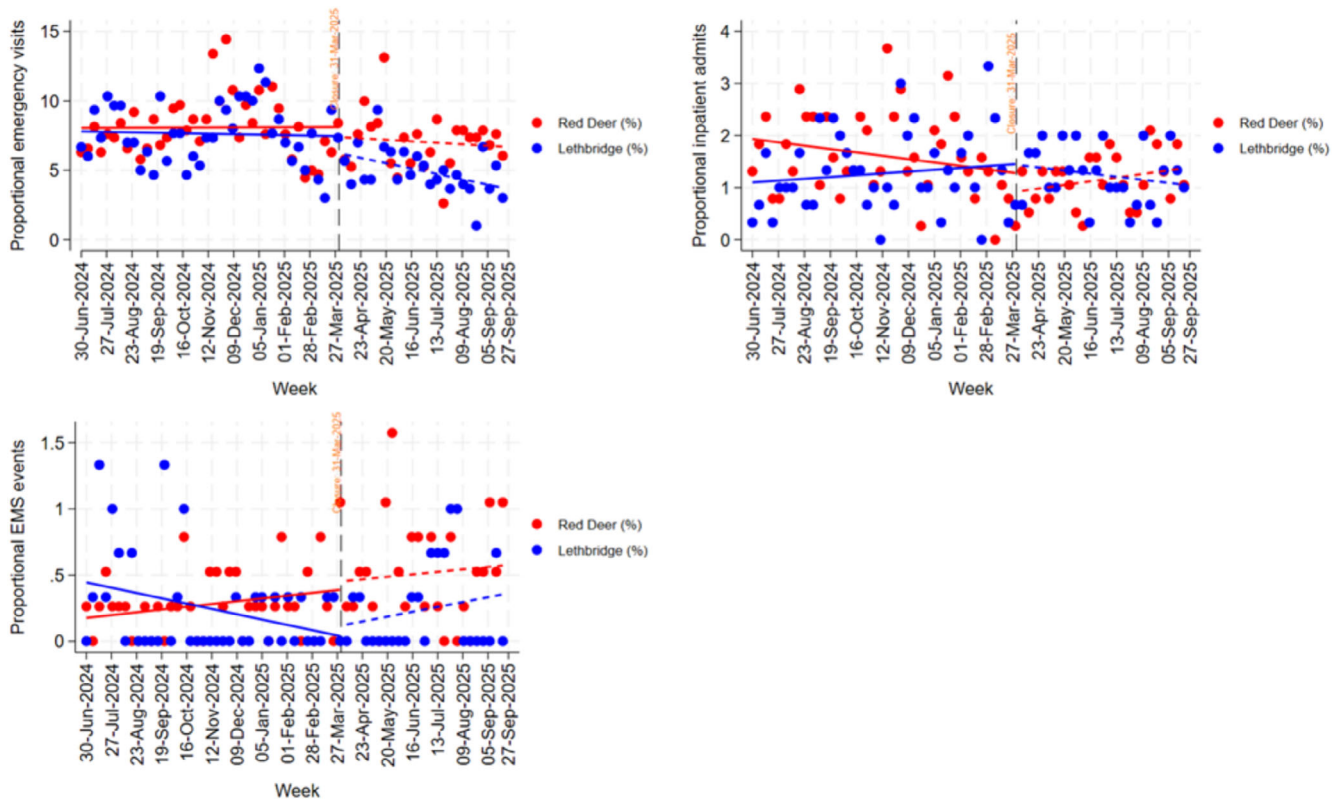 Proportional emergency visits
15
10
5
0
Closure 31-Mar-2025
Red Deer (%)
Lethbridge (%)
30-Jun-2024
27-Jul-2024
23-Aug-2024
19-Sep-2024
16-Oct-2024
12-Nov-2024
09-Dec-2024
05-Jan-2025
01-Feb-2025
28-Feb-2025
27-Mar-2025
23-Apr-2025
20-May-2025
16-Jun-2025
13-Jul-2025
09-Aug-2025
05-Sep-2025
27-Sep-2025
Week
Proportional inpatient admits
4
3
2
1
0
Closure 31-Mar-2025
Red Deer (%)
Lethbridge (%)
30-Jun-2024
27-Jul-2024
23-Aug-2024
19-Sep-2024
16-Oct-2024
12-Nov-2024
09-Dec-2024
05-Jan-2025
01-Feb-2025
28-Feb-2025
27-Mar-2025
23-Apr-2025
20-May-2025
16-Jun-2025
13-Jul-2025
09-Aug-2025
05-Sep-2025
27-Sep-2025
Week
Proportional EMS events
1.5
1
.5
0
Closure 31-Mar-2025
Red Deer (%)
Lethbridge (%)
30-Jun-2024
27-Jul-2024
23-Aug-2024
19-Sep-2024
16-Oct-2024
12-Nov-2024
09-Dec-2024
05-Jan-2025
01-Feb-2025
28-Feb-2025
27-Mar-2025
23-Apr-2025
20-May-2025
16-Jun-2025
13-Jul-2025
09-Aug-2025
05-Sep-2025
27-Sep-2025
Week